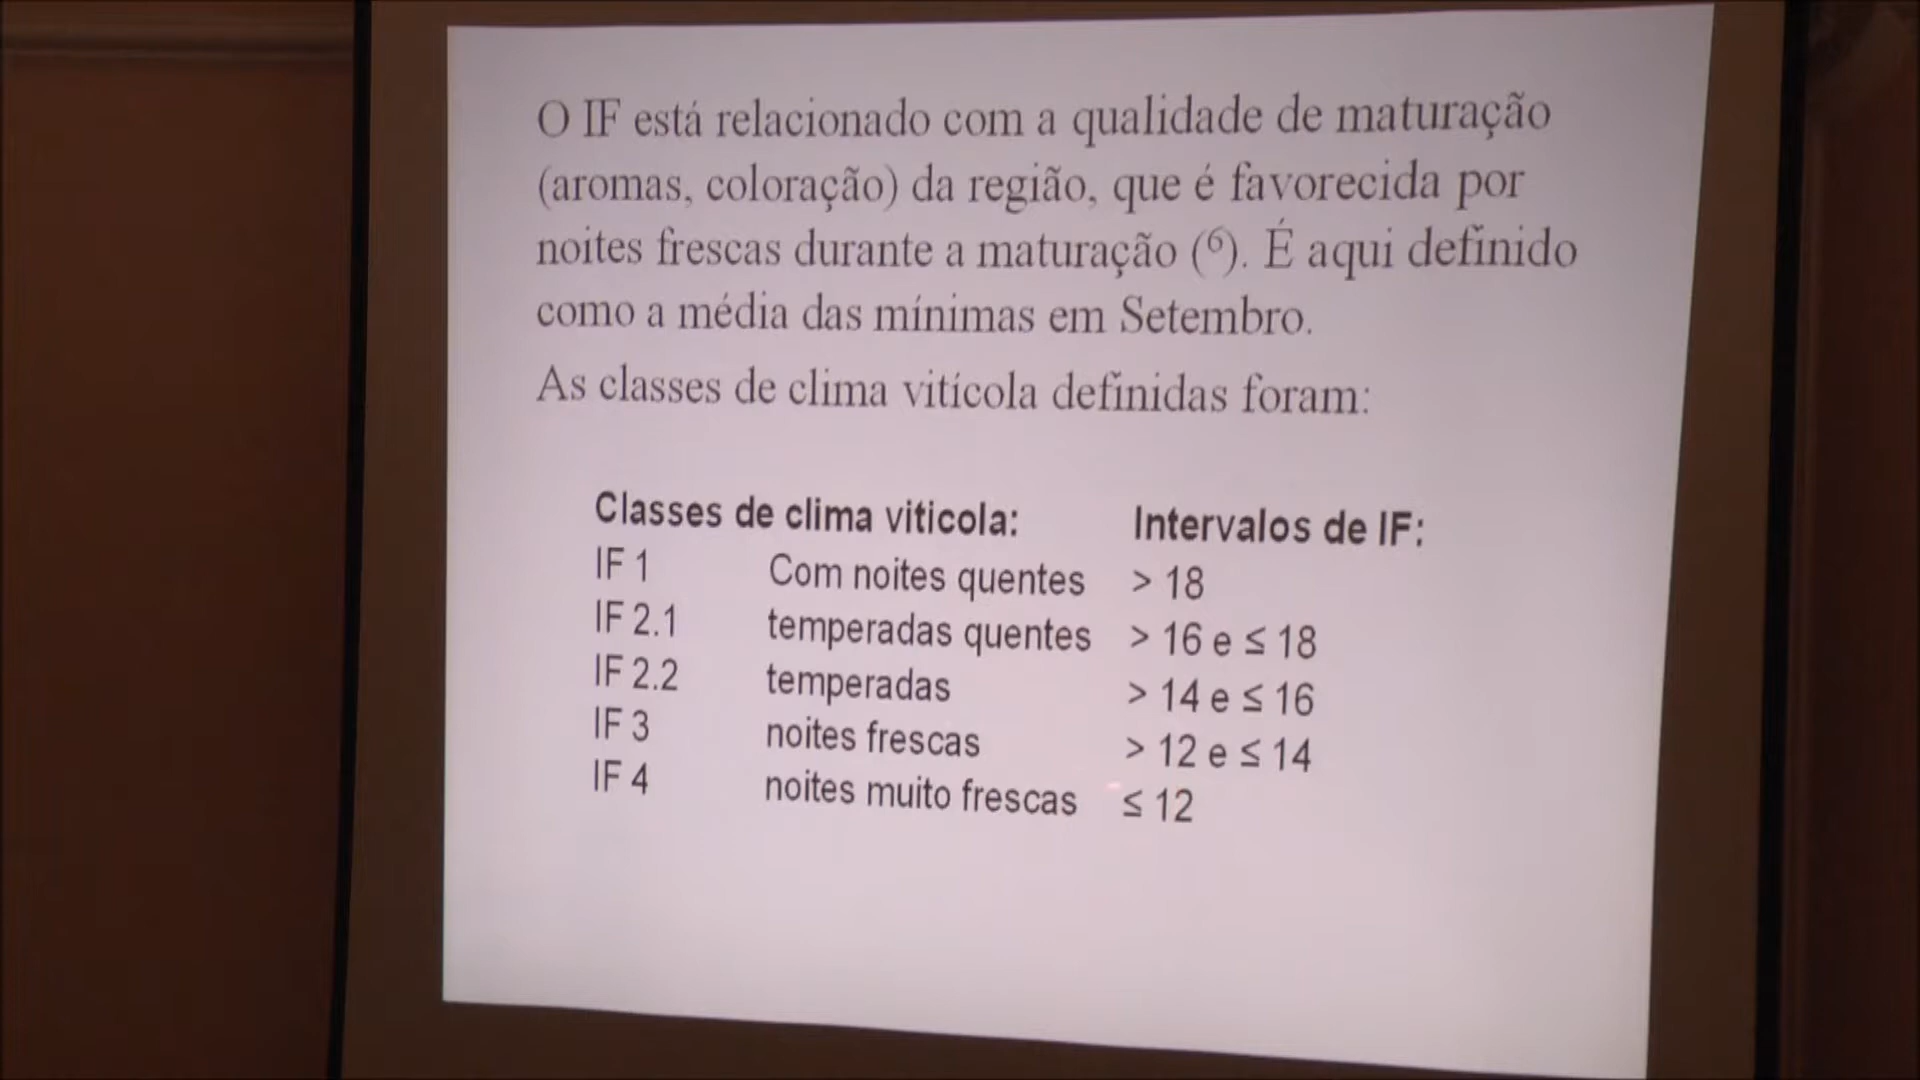 O IF está relacionado com a qualidade de maturação
(aromas, coloração) da região, que é favorecida por
noites frescas durante a maturação (⁶). É aqui definido
como a média das mínimas em Setembro.
As classes de clima vitícola definidas foram:
Classes de clima viticola: Intervalos de IF:
IF 1 Com noites quentes > 18
IF 2.1 temperadas quentes > 16 e ≤ 18
IF 2.2 temperadas > 14 e ≤ 16
IF 3 noites frescas > 12 e ≤ 14
IF 4 noites muito frescas ≤ 12